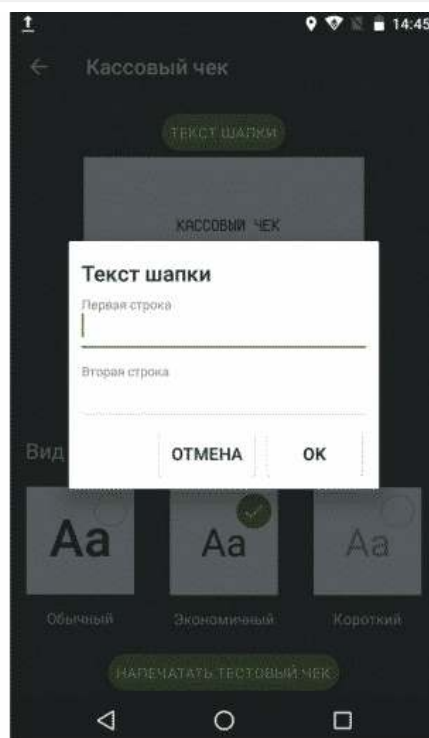 14:45
Кассовый чек
ТЕКСТ ШАПКИ
КАССОВЫЙ ЧЕК
Текст шапки
Первая строка
Вторая строка
ОТМЕНА OK
Вид
Aa Aa Aa
Обычный Экономичный Короткий
НАПЕЧАТАТЬ ТЕСТОВЫЙ ЧЕК